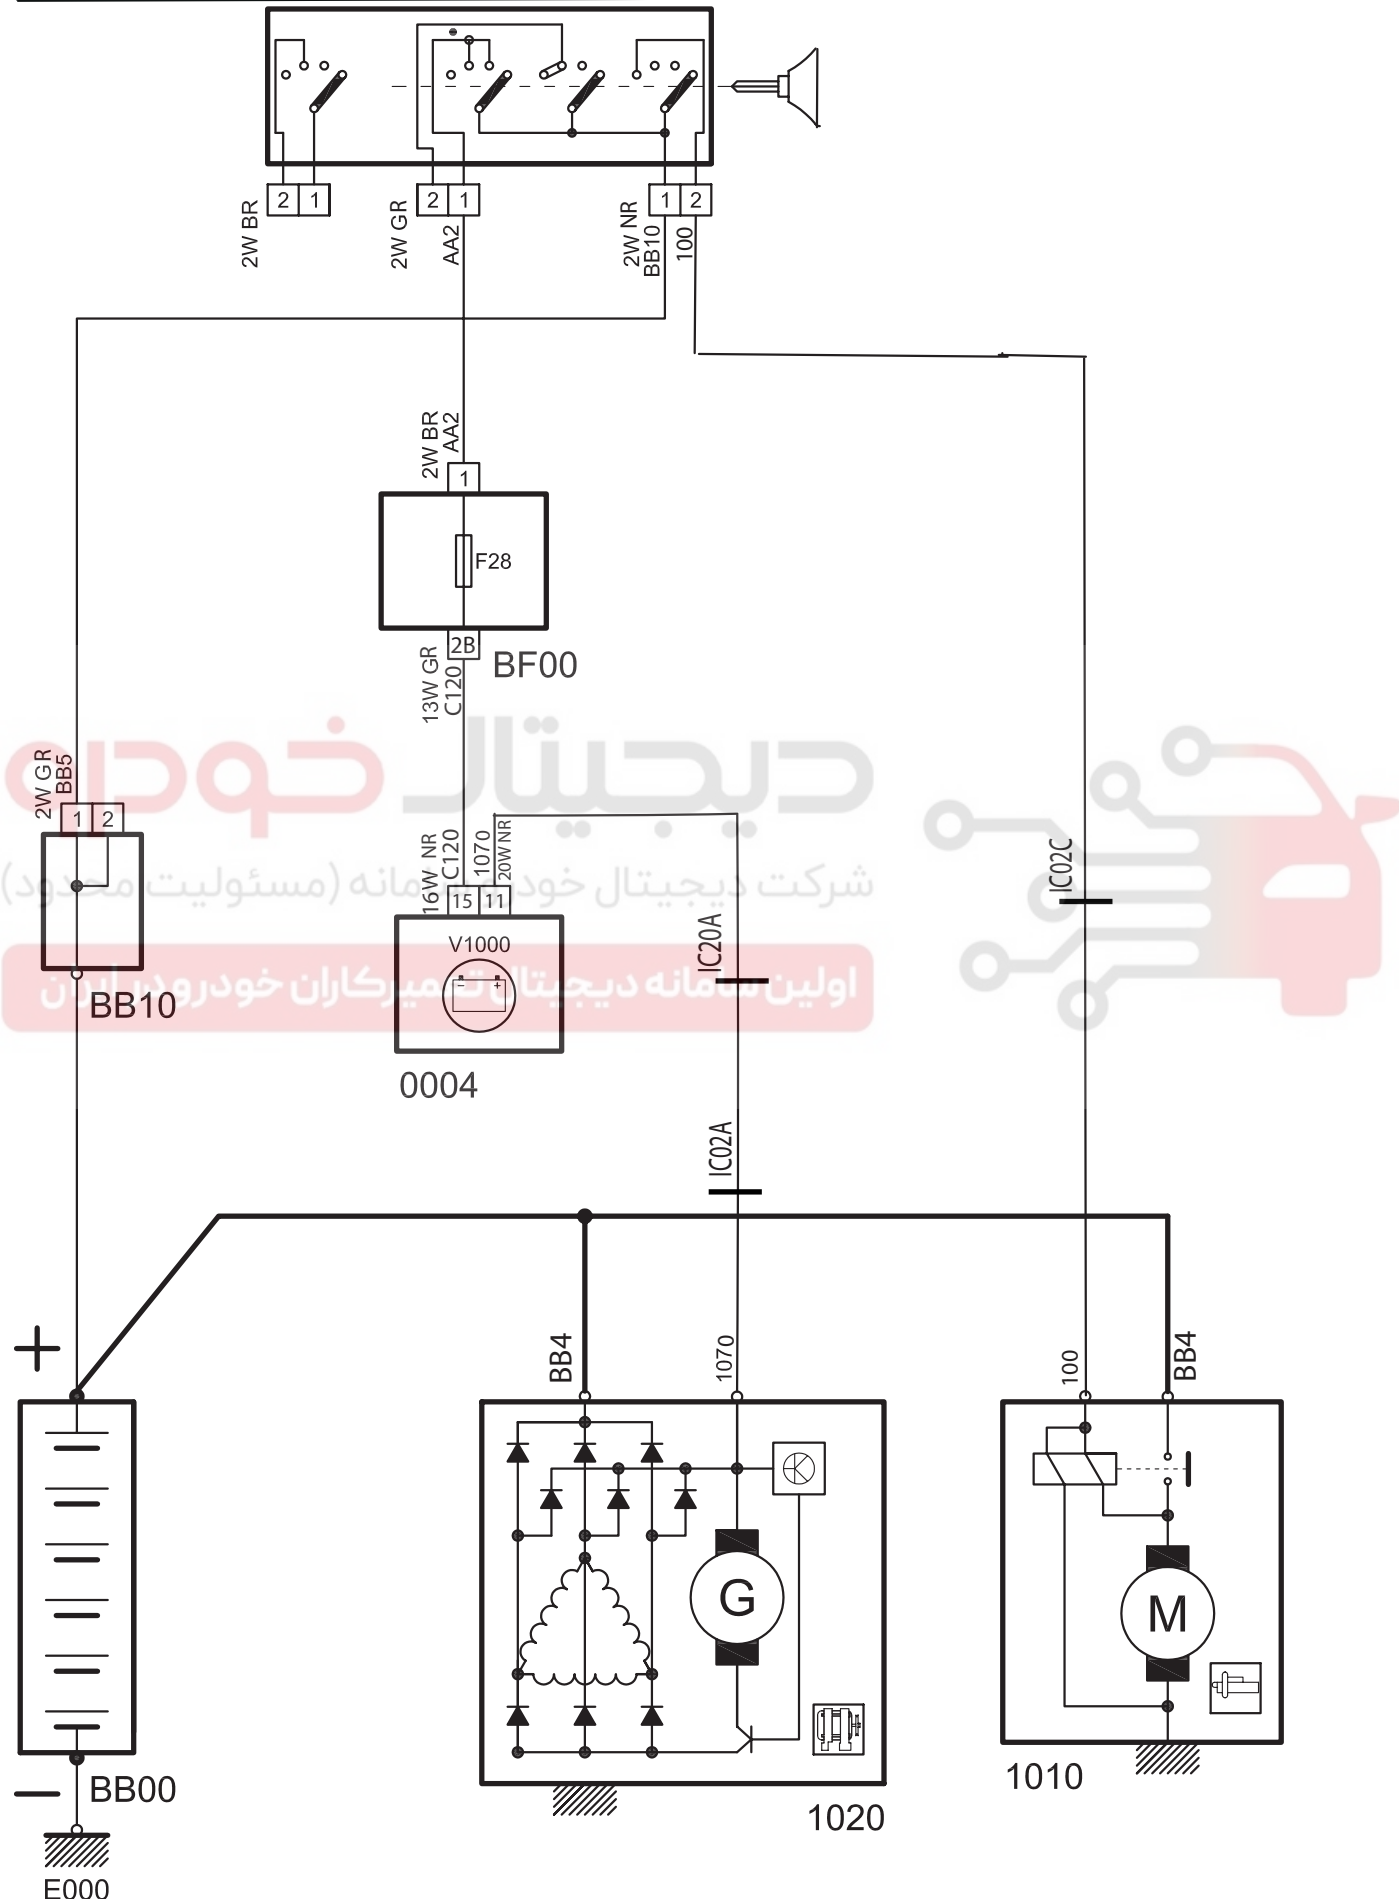 2 1
2 1
1 2
2W BR
2W GR
AA2
2W NR
BB10
100
2W BR
AA2
1
F28
2B
BF00
13W GR
C120
دیجیتال خودرو
شرکت دیجیتال خودرو سامانه (مسئولیت محدود)
اولین سامانه دیجیتال تعمیرکاران خودرو در ایران
2W GR
BB5
1 2
BB10
16W NR
C120
1070
20W NR
15 11
V1000
- +
0004
IC20A
IC02C
IC02A
+
BB4
1070
100
BB4
G
M
−
BB00
1020
1010
E000